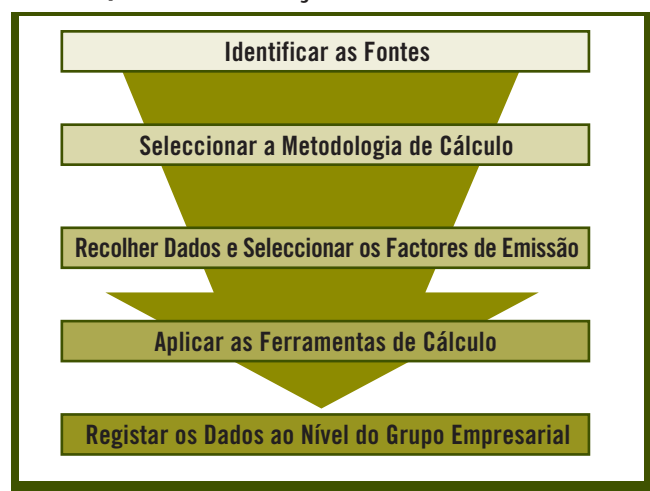 Identificar as Fontes
Seleccionar a Metodologia de Cálculo
Recolher Dados e Seleccionar os Factores de Emissão
Aplicar as Ferramentas de Cálculo
Registar os Dados ao Nível do Grupo Empresarial